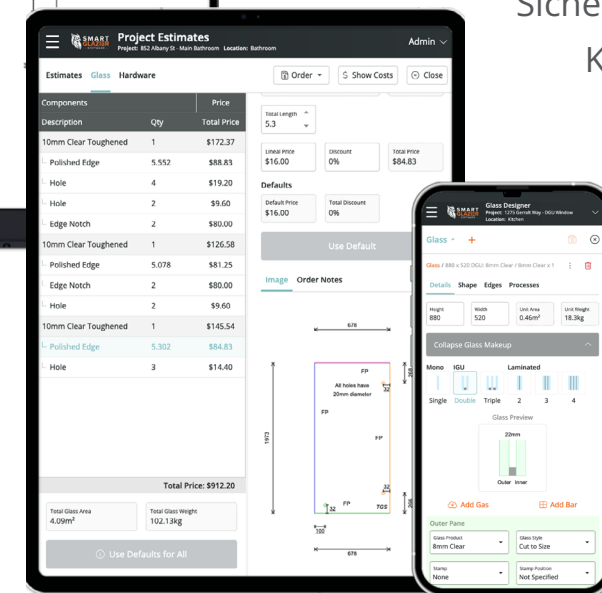 Siche
K
SMART GLAZIER SOFTWARE
Project Estimates
Project: 852 Albany St - Main Bathroom Location: Bathroom
Admin
Estimates Glass Hardware
Order $ Show Costs Close
Components Price
Description Qty Total Price
10mm Clear Toughened 1 $172.37
Polished Edge 5.552 $88.83
Hole 4 $19.20
Hole 2 $9.60
Edge Notch 2 $80.00
10mm Clear Toughened 1 $126.58
Polished Edge 5.078 $81.25
Edge Notch 2 $80.00
Hole 2 $9.60
10mm Clear Toughened 1 $145.54
Polished Edge 5.302 $84.83
Hole 3 $14.40
Total Price: $912.20
Total Glass Area
4.09m²
Total Glass Weight
102.13kg
Use Defaults for All
Total Length
5.3
Lineal Price
$16.00
Discount
0%
Total Price
$84.83
Defaults
Default Price
$16.00
Total Discount
0%
Use Default
Image Order Notes
678
FP
268
All holes have
20mm diameter
32
FP
FP
1973
32
FP
32
TGS
266
100
678
SMART GLAZIER SOFTWARE
Glass Designer
Project: 1275 Gerrott Way - DGU Window
Location: Kitchen
Glass +
Glass / 880 x 520 DGU: 8mm Clear / 8mm Clear x 1
Details Shape Edges Processes
Height
880
Width
520
Unit Area
0.46m²
Unit Weight
18.3kg
Collapse Glass Makeup
Mono IGU Laminated
Single Double Triple 2 3 4
Glass Preview
22mm
Outer Inner
Add Gas Add Bar
Outer Pane
Glass Product
8mm Clear
Glass Style
Cut to Size
Stamp
None
Stamp Position
Not Specified